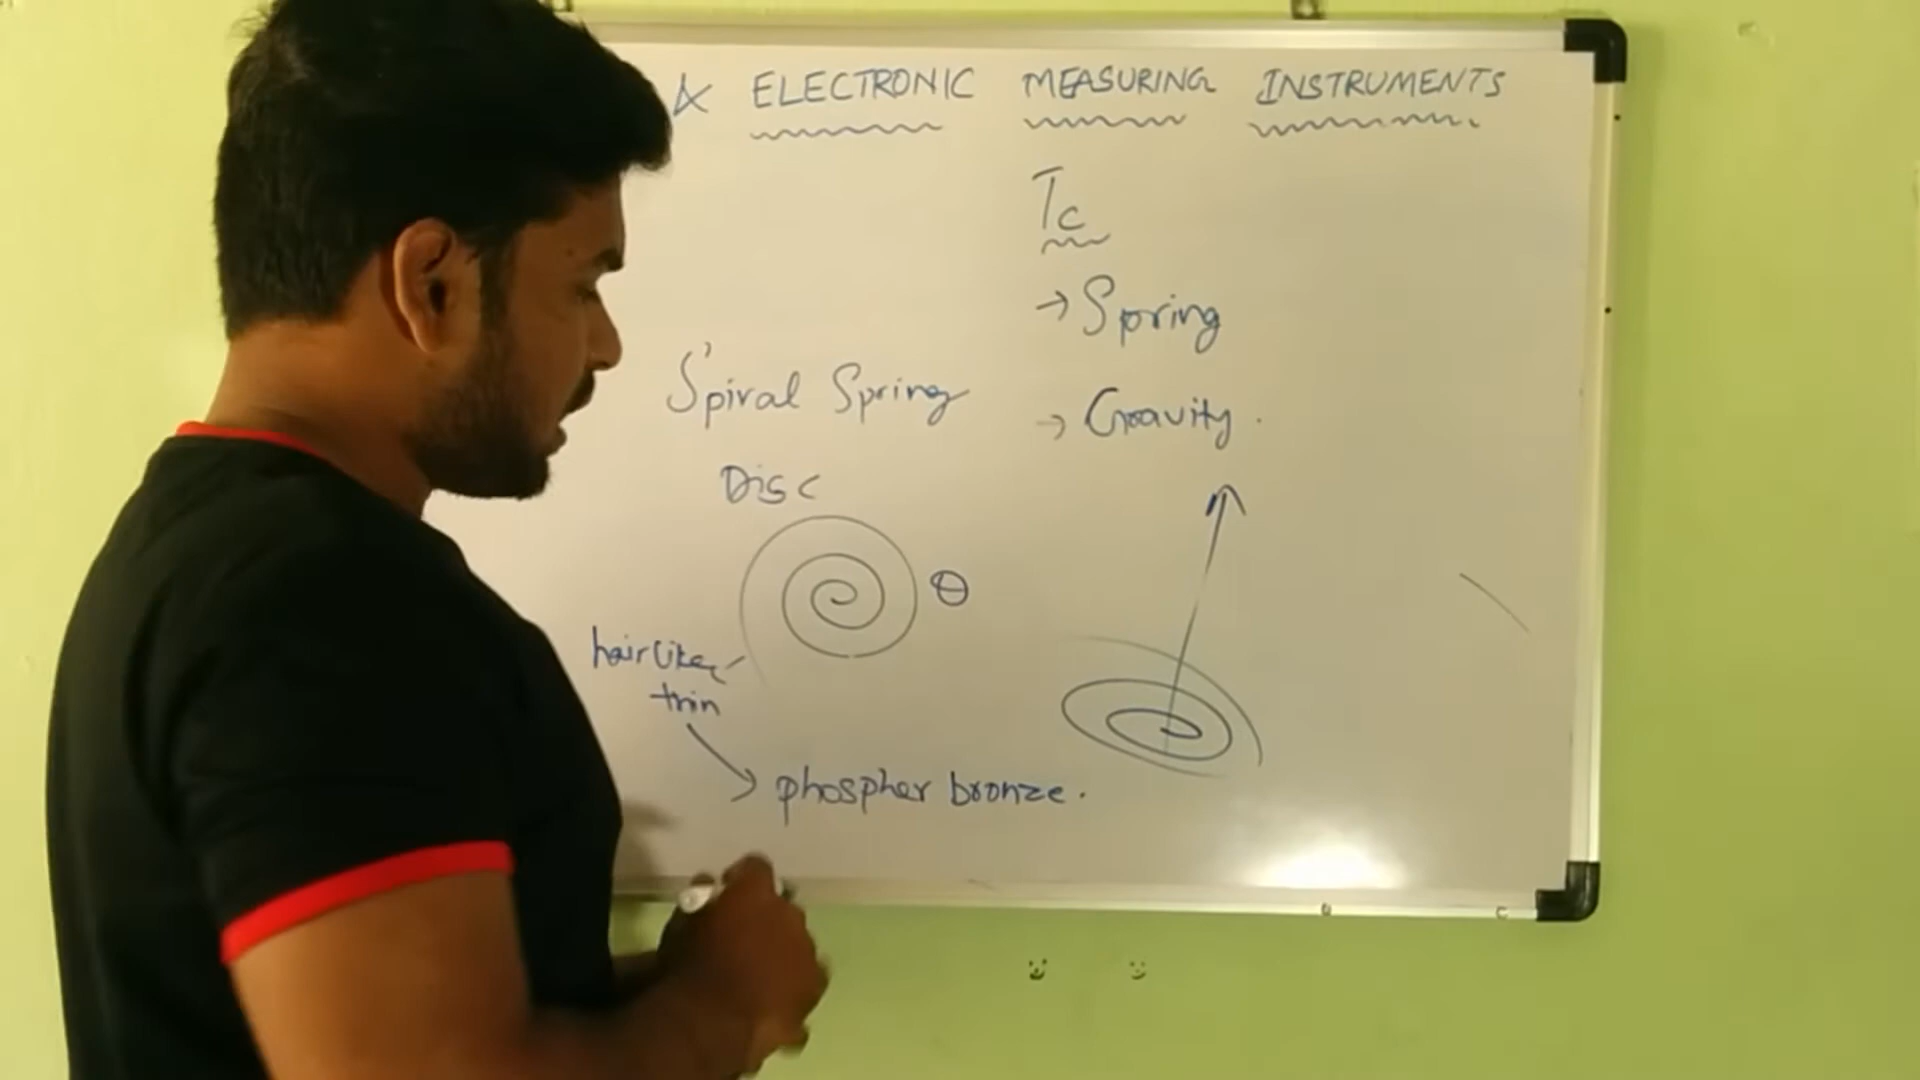 & ELECTRONIC MEASURING INSTRUMENTS
Tc
→ Spring
→ Gravity.
Spiral Spring
Disc
θ
hairlike
thin
phospher bronze.